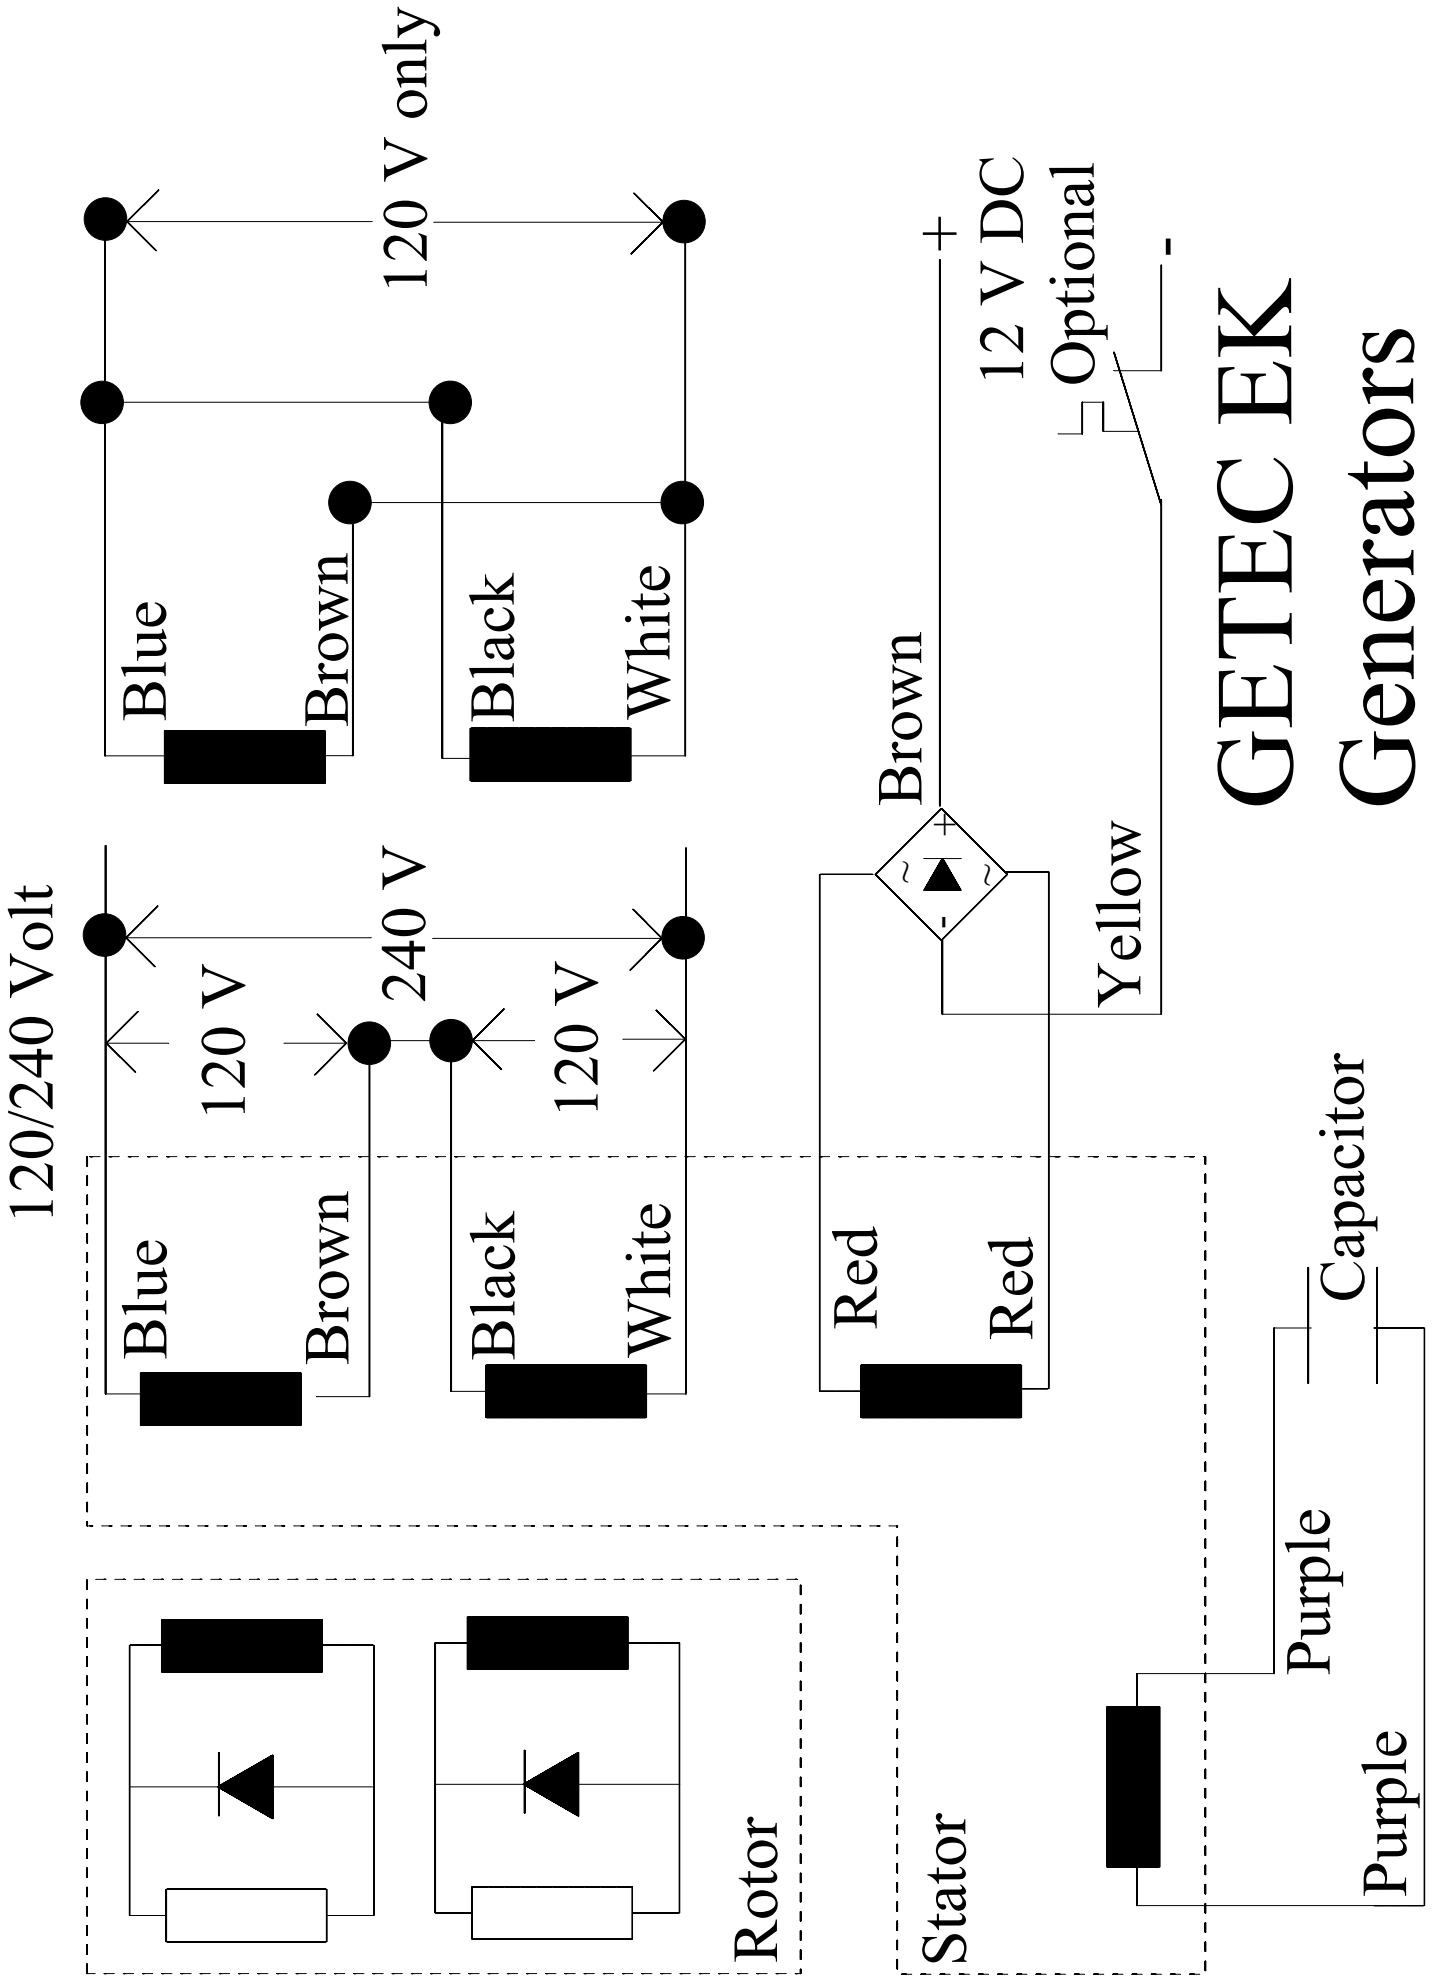 120/240 Volt
Blue
120 V
Brown
240 V
Black
120 V
White
Blue
Brown
120 V only
Black
White
Rotor
Red
Red
~
-
+
~
Brown
+
12 V DC
Optional
Yellow
-
Stator
Purple
Purple
Capacitor
GETEC EK
Generators